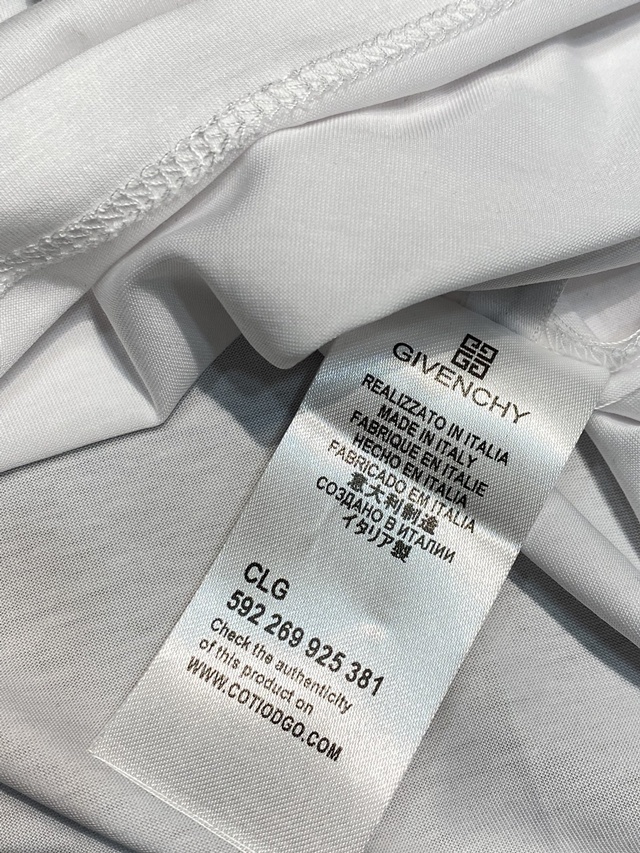 GIVENCHY
REALIZZATO IN ITALIA
MADE IN ITALY
FABRIQUE EN ITALIE
HECHO EN ITALIA
FABRICADO EM ITALIA
意大利制造
СОЗДАНО В ИТАЛИИ
イタリア製
CLG
592 269 925 381
Check the authenticity
of this product on
WWW.COTIODGO.COM